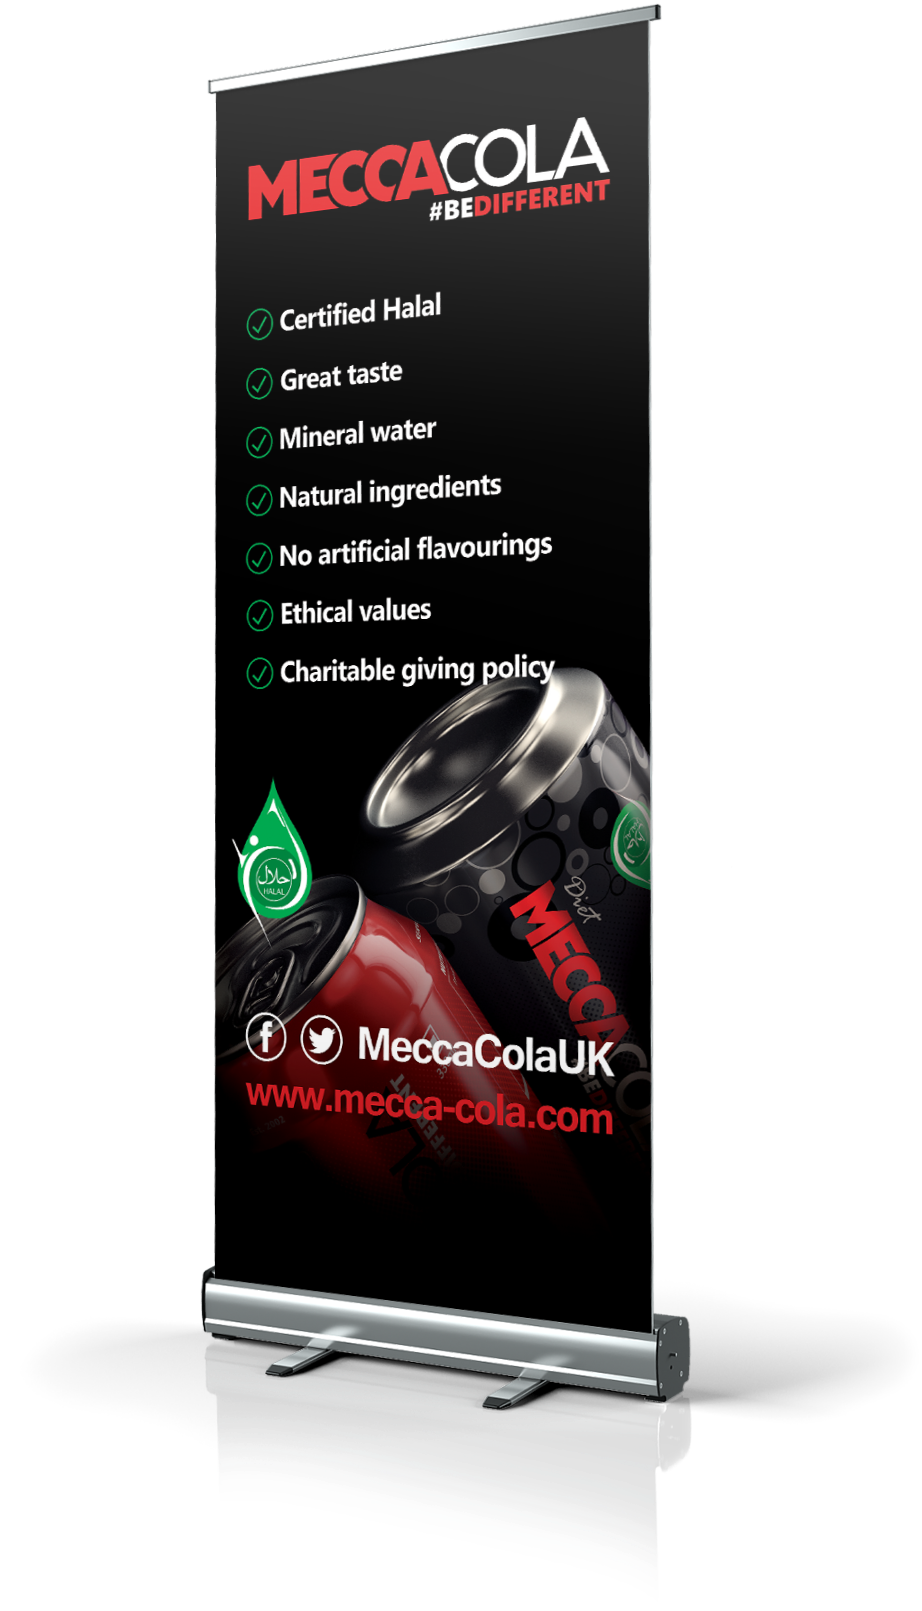 MECCACOLA
#BEDIFFERENT
Certified Halal
Great taste
Mineral water
Natural ingredients
No artificial flavourings
Ethical values
Charitable giving policy
حلال
HALAL
Diet
MECCACO
MeccaColaUK
www.mecca-cola.com